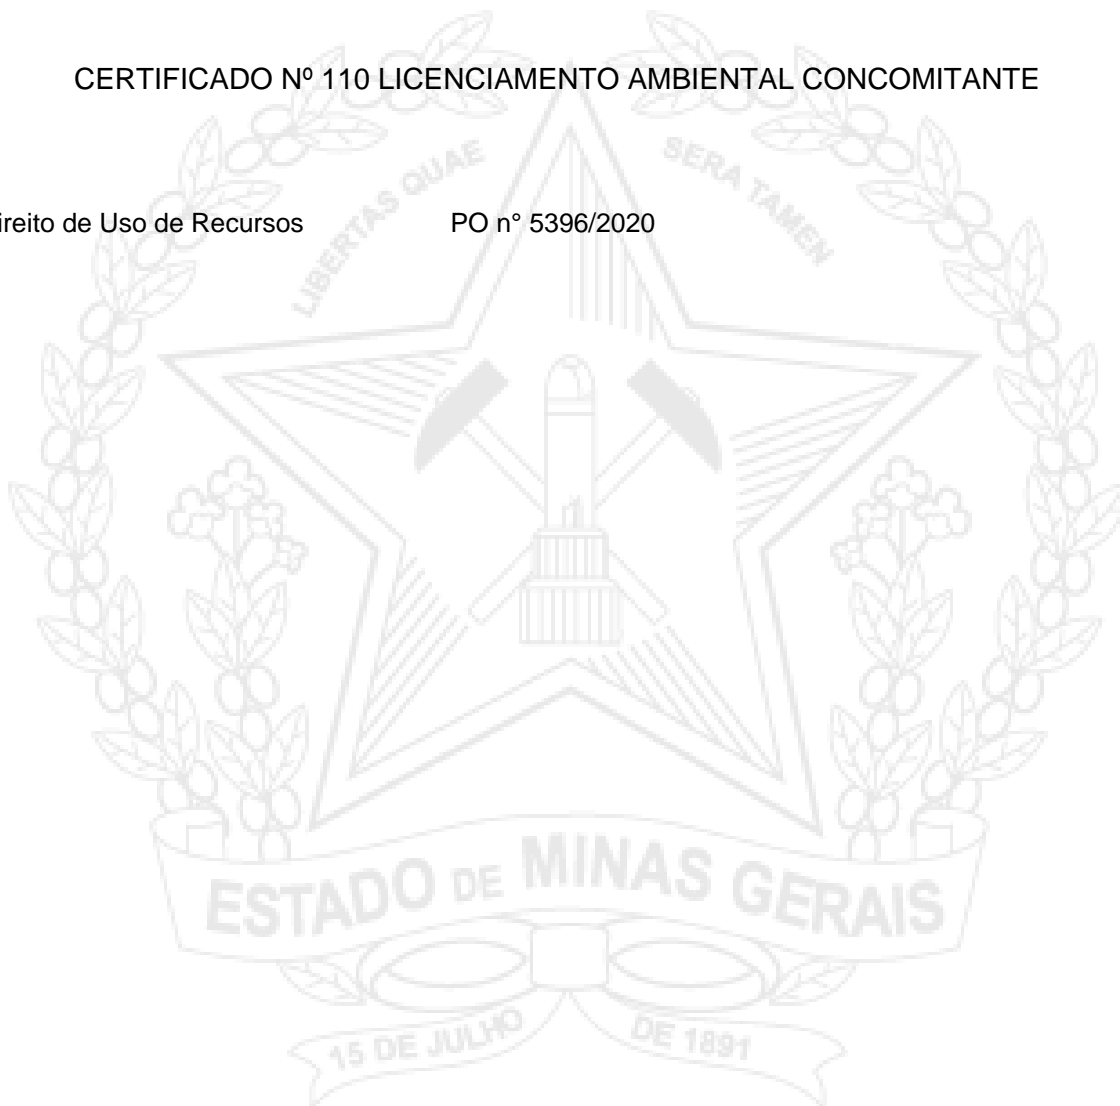 CERTIFICADO Nº 110 LICENCIAMENTO AMBIENTAL CONCOMITANTE
LIBERTAS QUAE SERA TAMEN
ireito de Uso de Recursos PO n° 5396/2020
ESTADO DE MINAS GERAIS
15 DE JULHO DE 1891